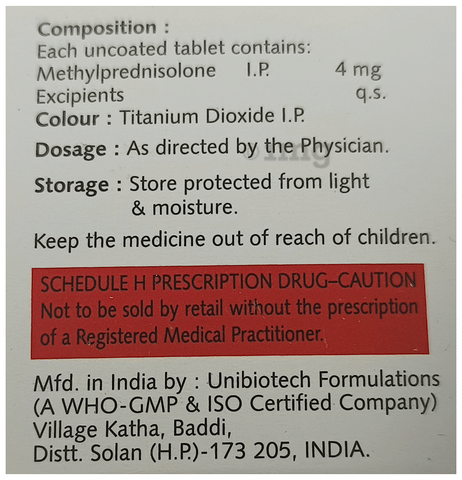 Composition :
Each uncoated tablet contains:
Methylprednisolone I.P. 4 mg
Excipients q.s.
Colour : Titanium Dioxide I.P.
Dosage : As directed by the Physician.
Storage : Store protected from light
& moisture.
Keep the medicine out of reach of children.
SCHEDULE H PRESCRIPTION DRUG–CAUTION
Not to be sold by retail without the prescription
of a Registered Medical Practitioner.
Mfd. in India by : Unibiotech Formulations
(A WHO-GMP & ISO Certified Company)
Village Katha, Baddi,
Distt. Solan (H.P.)-173 205, INDIA.